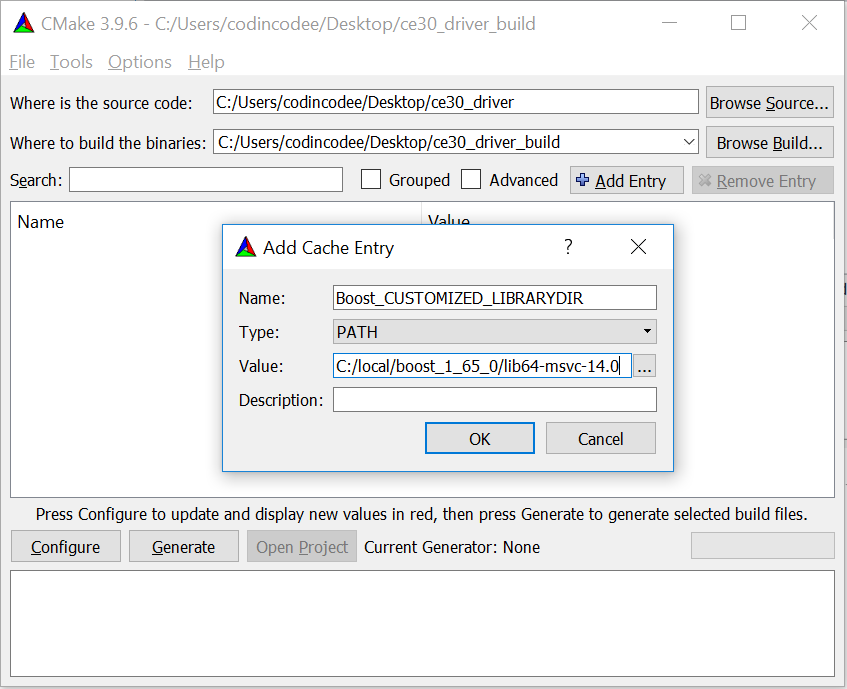 CMake 3.9.6 - C:/Users/codincodee/Desktop/ce30_driver_build
File Tools Options Help
Where is the source code: C:/Users/codincodee/Desktop/ce30_driver Browse Source...
Where to build the binaries: C:/Users/codincodee/Desktop/ce30_driver_build Browse Build...
Search: Grouped Advanced Add Entry Remove Entry
Name Value
Add Cache Entry ?
Name: Boost_CUSTOMIZED_LIBRARYDIR
Type: PATH
Value: C:/local/boost_1_65_0/lib64-msvc-14.0 ...
Description:
OK Cancel
Press Configure to update and display new values in red, then press Generate to generate selected build files.
Configure Generate Open Project Current Generator: None